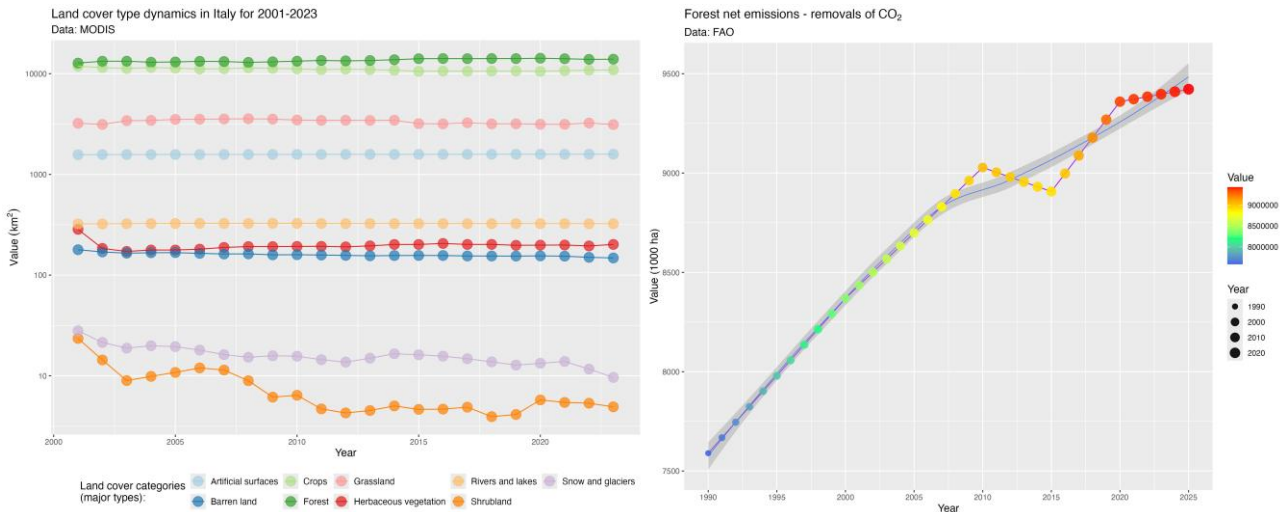 Land cover type dynamics in Italy for 2001-2023
Data: MODIS
Value (km²)
10000
1000
100
10
2000
2005
2010
2015
2020
Year
Land cover categories
(major types):
Artificial surfaces
Crops
Grassland
Rivers and lakes
Snow and glaciers
Barren land
Forest
Herbaceous vegetation
Shrubland
Forest net emissions - removals of CO₂
Data: FAO
Value (1000 ha)
9500
9000
8500
8000
7500
1990
1995
2000
2005
2010
2015
2020
2025
Year
Value
9000000
8500000
8000000
Year
1990
2000
2010
2020